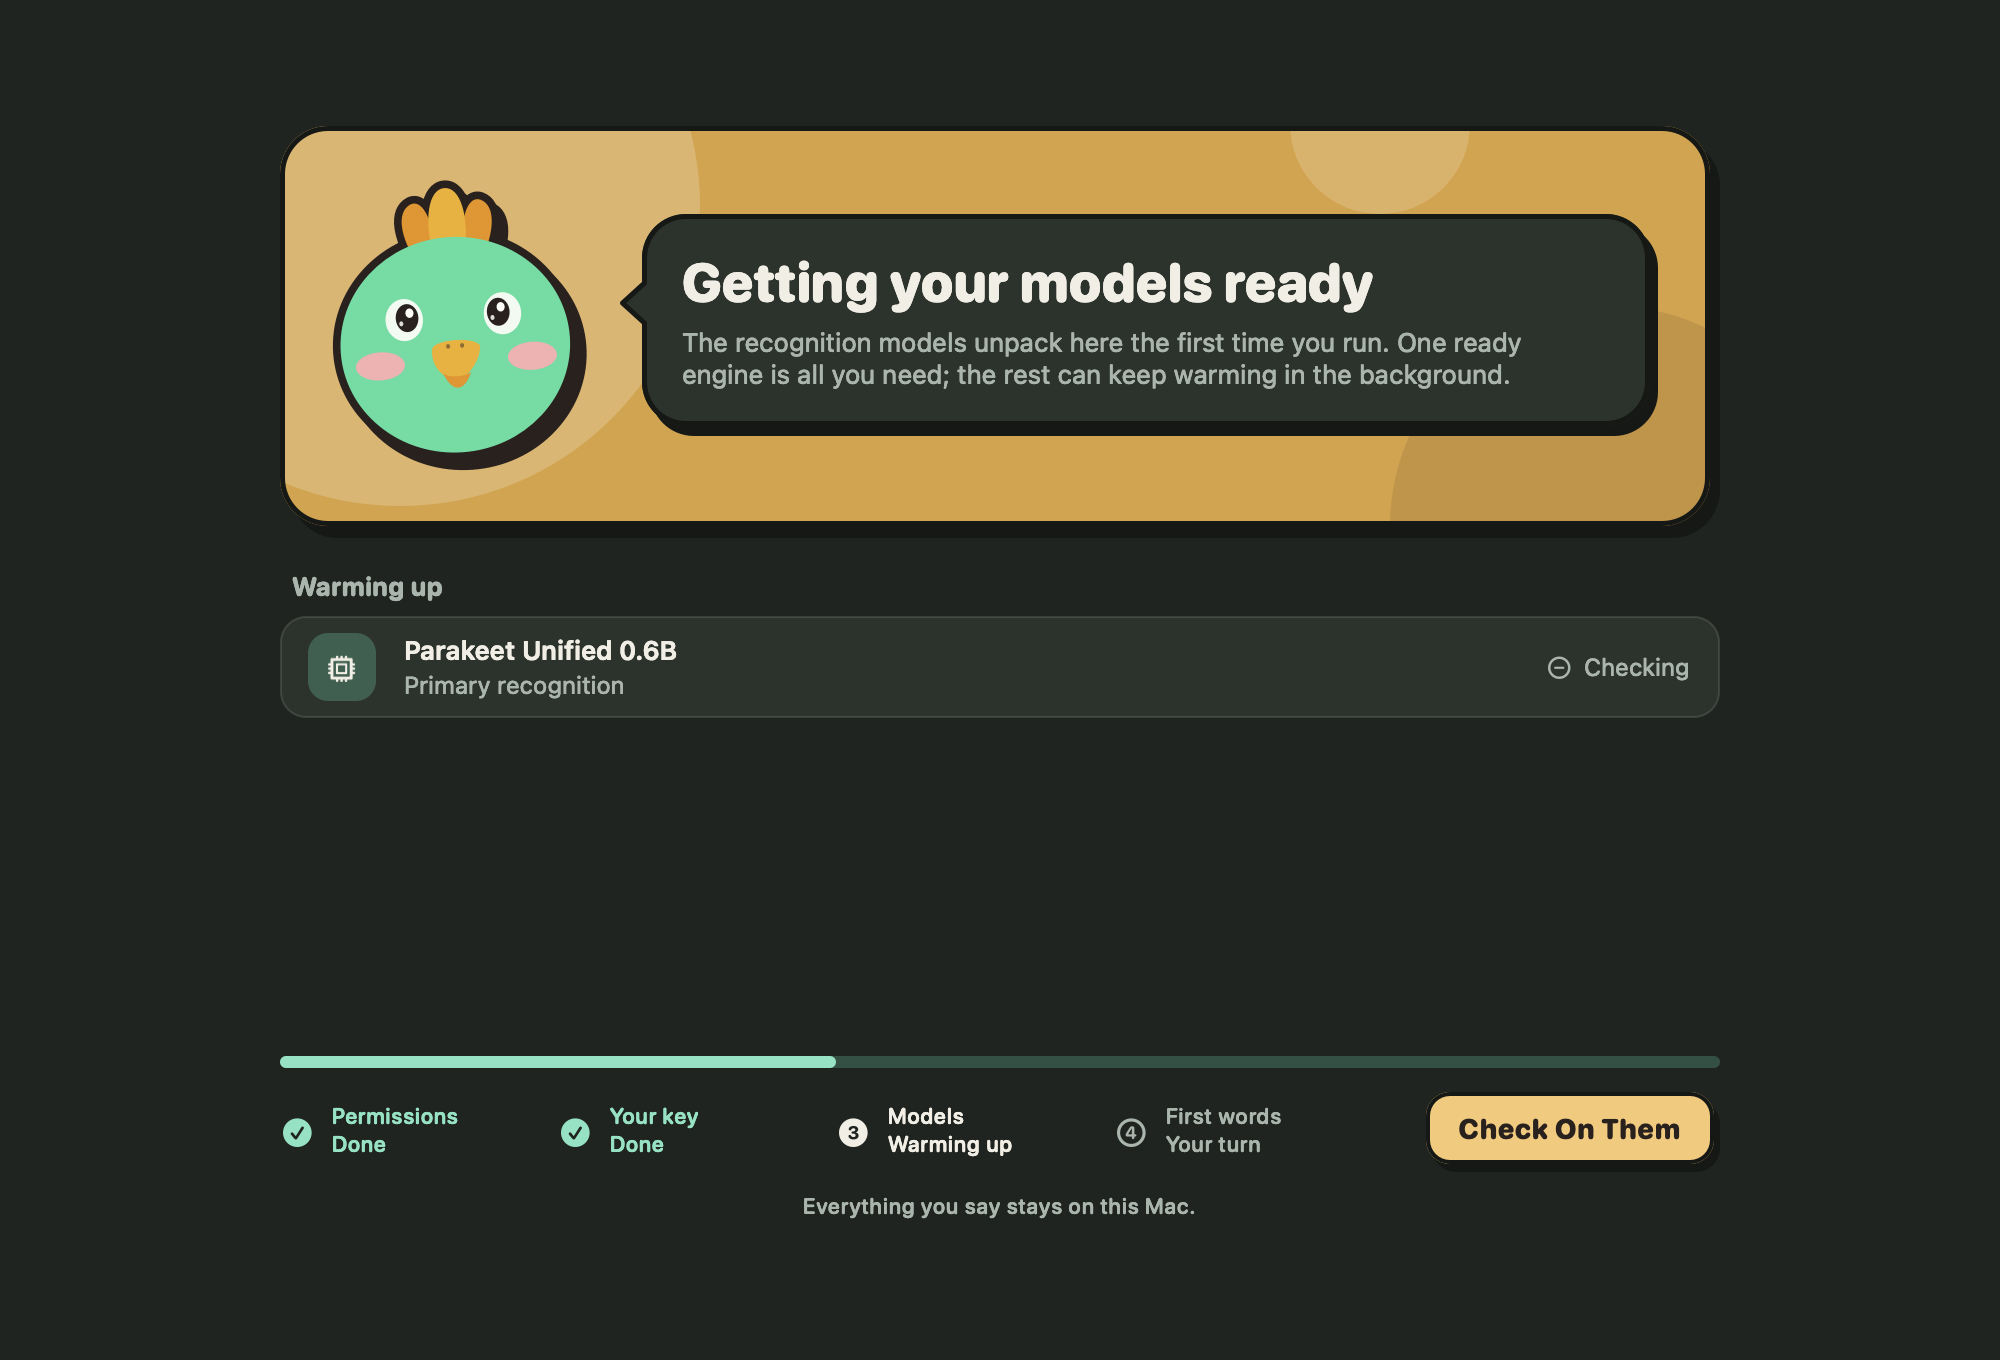 Getting your models ready
The recognition models unpack here the first time you run. One ready
engine is all you need; the rest can keep warming in the background.
Warming up
Parakeet Unified 0.6B
Primary recognition
Checking
Permissions
Done
Your key
Done
3
Models
Warming up
4
First words
Your turn
Check On Them
Everything you say stays on this Mac.